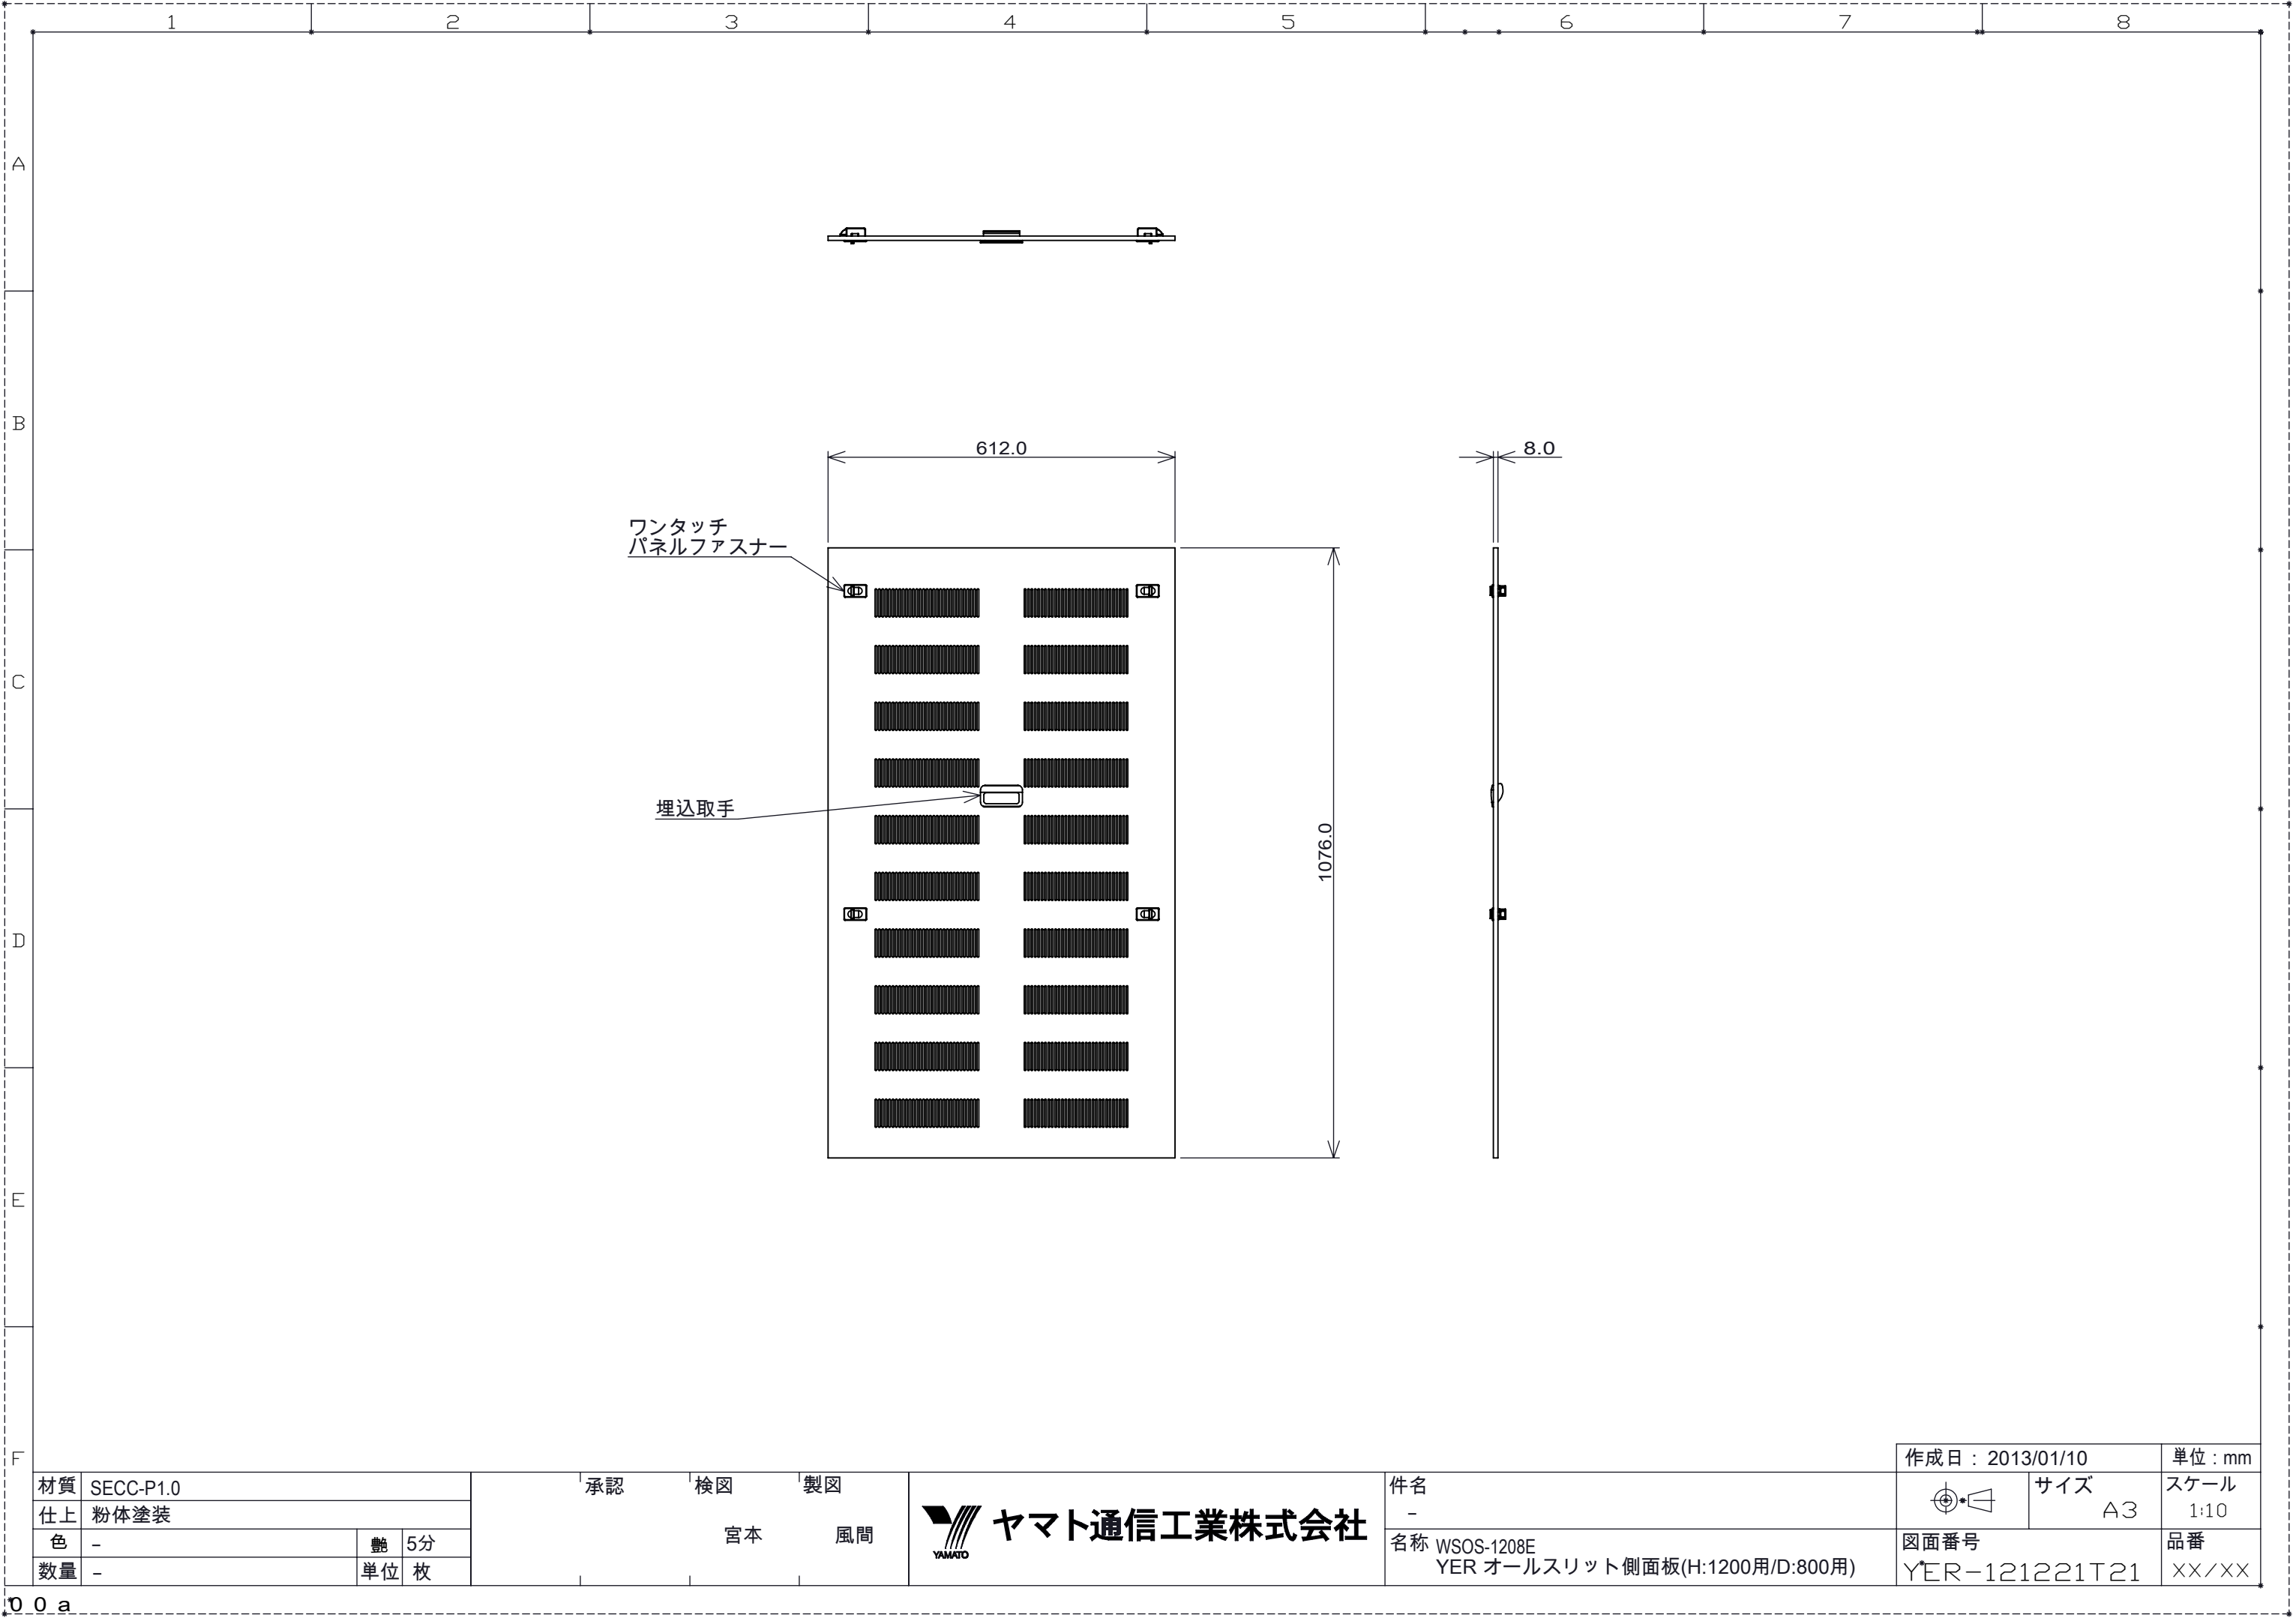 1 2 3 4 5 6 7 8
A
B
C
D
E
F
612.0
8.0
ワンタッチ
パネルファスナー
1076.0
埋込取手
作成日：2013/01/10
単位：mm
材質 SECC-P1.0
仕上 粉体塗装
色 -
艶 5分
数量 -
単位 枚
承認
検図
宮本
製図
風間
YAMATO
ヤマト通信工業株式会社
件名
-
名称 WSOS-1208E
YER オールスリット側面板(H:1200用/D:800用)
サイズ
A3
スケール
1:10
図面番号
YER-121221T21
品番
XX/XX
00a